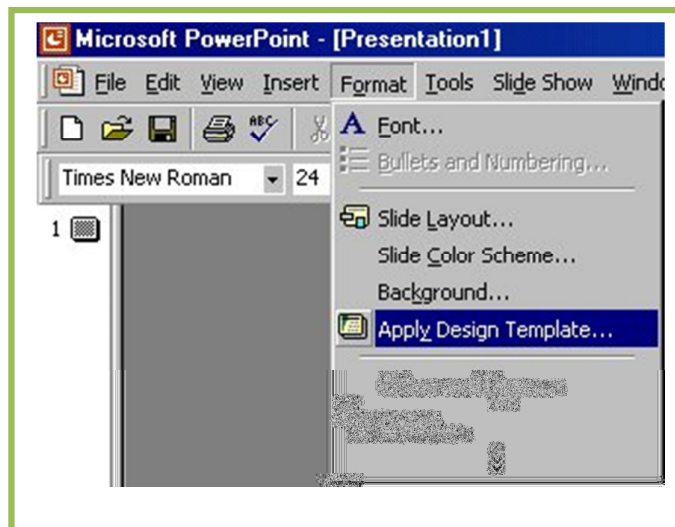 Microsoft PowerPoint - [Presentation1]
File Edit View Insert Format Tools Slide Show
ABC
Times New Roman 24
1
Font...
Bullets and Numbering...
Slide Layout...
Slide Color Scheme...
Background...
Apply Design Template...